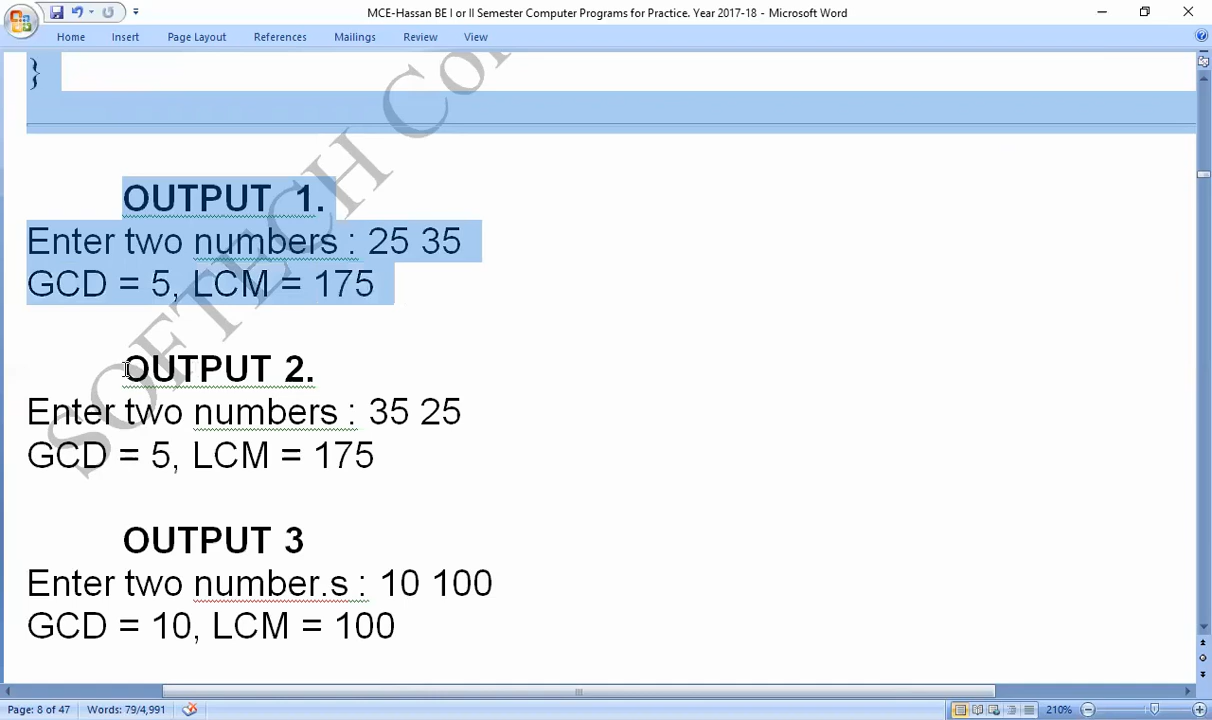 MCE-Hassan BE I or II Semester Computer Programs for Practice. Year 2017-18 - Microsoft Word
Home Insert Page Layout References Mailings Review View
}
OUTPUT 1.
Enter two numbers : 25 35
GCD = 5, LCM = 175
OUTPUT 2.
Enter two numbers : 35 25
GCD = 5, LCM = 175
OUTPUT 3
Enter two number.s : 10 100
GCD = 10, LCM = 100
SOFTECH Co
Page: 8 of 47 Words: 79/4,991 210%